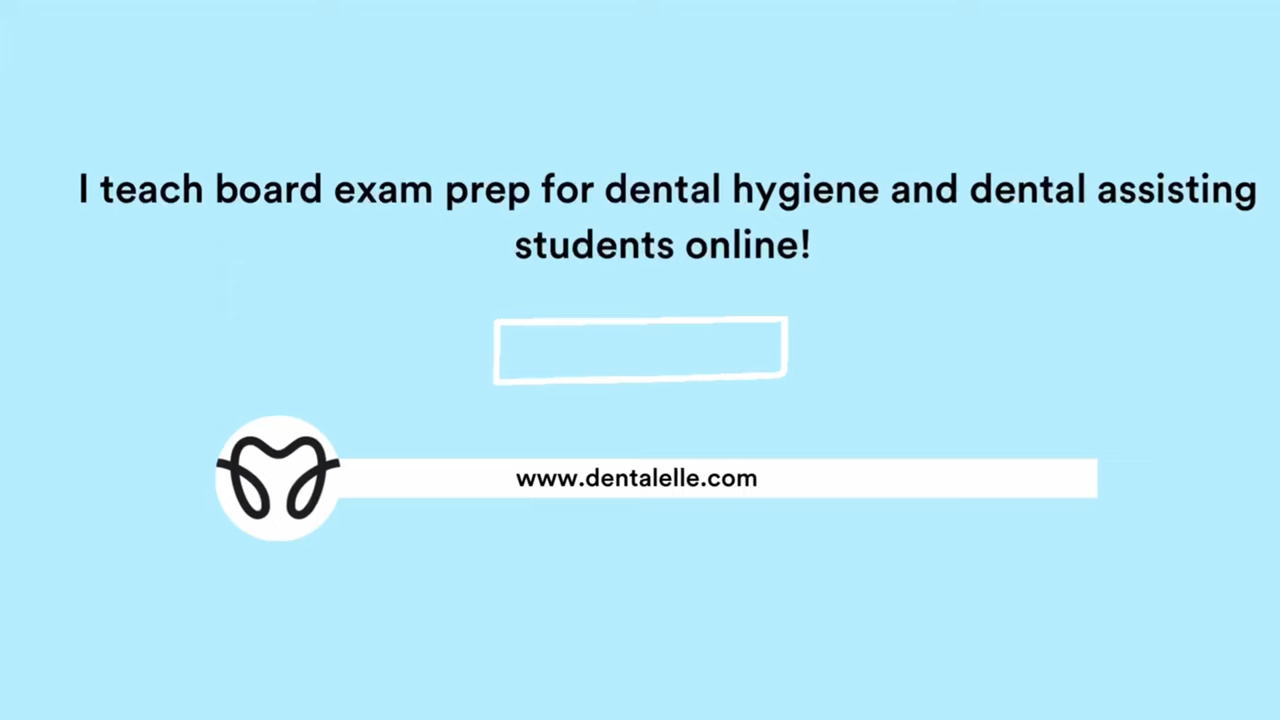 I teach board exam prep for dental hygiene and dental assisting
students online!
www.dentalelle.com